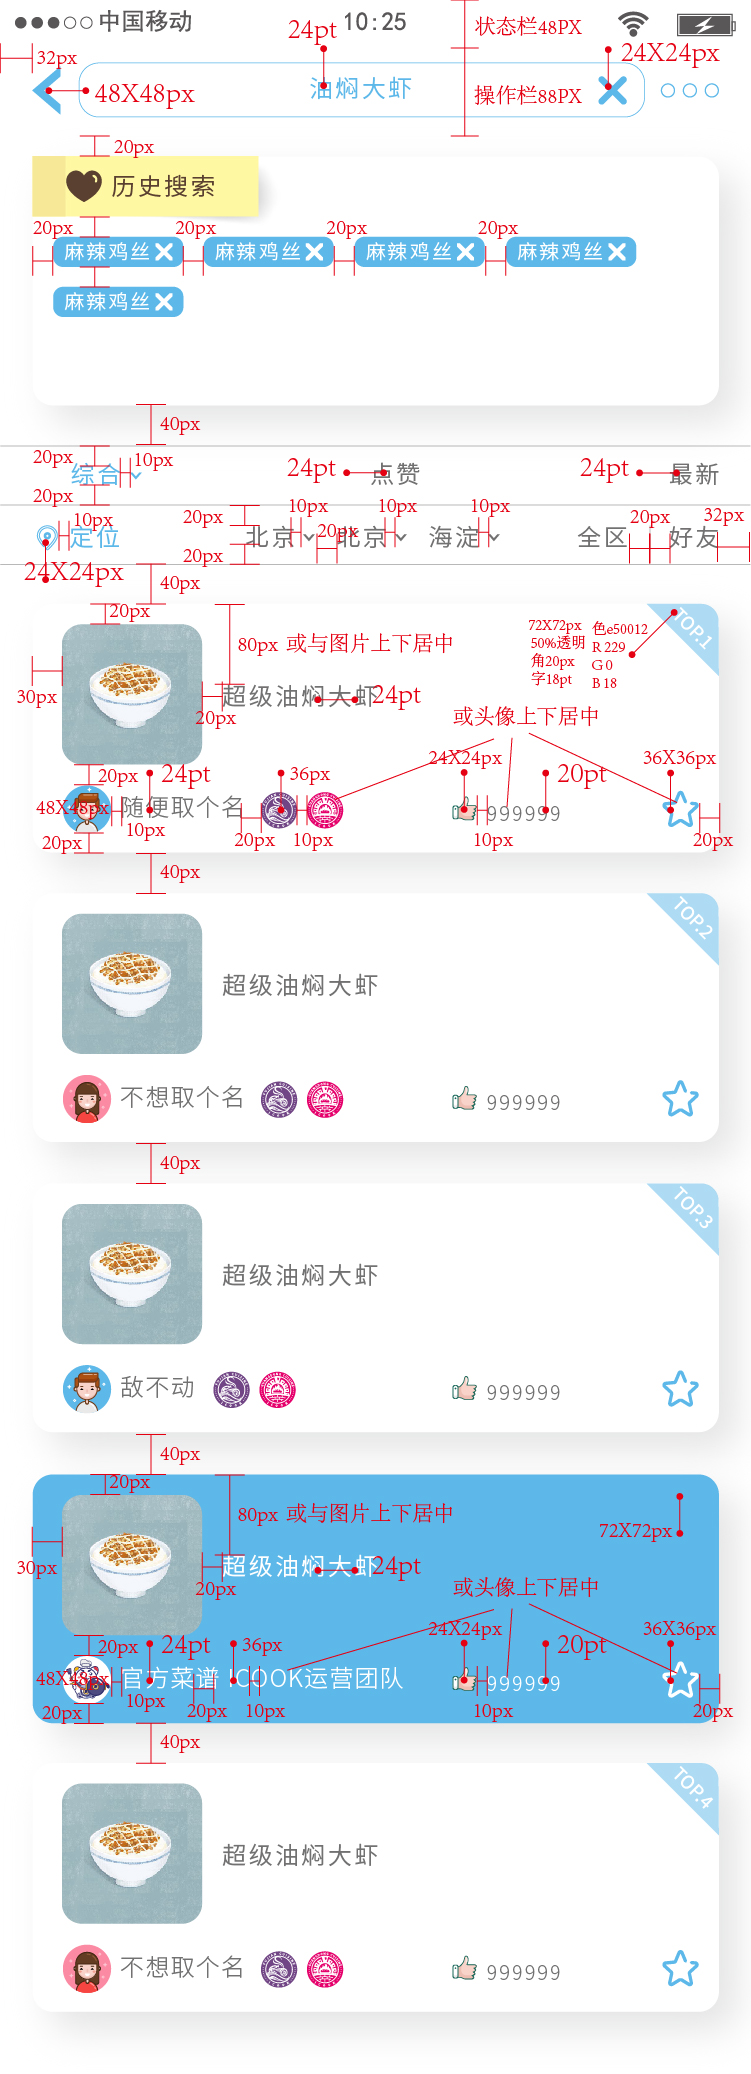 中国移动 10:25
24pt 状态栏48PX
32px 24X24px
48X48px 油焖大虾 操作栏88PX
20px
历史搜索
20px 20px 20px 20px
麻辣鸡丝 麻辣鸡丝 麻辣鸡丝 麻辣鸡丝
麻辣鸡丝
40px
20px 10px 24pt 24pt
综合 点赞 最新
20px
10px 20px 10px 10px 10px 20px 32px
定位 北京 20px 北京 海淀 全区 好友
20px
24X24px 40px
20px 72X72px 色e50012
80px 或与图片上下居中 50%透明 R 229 TOP.1
角20px G 0
字18pt B 18
30px 超级油焖大虾 24pt
20px 或头像上下居中
20px 24pt 36px 24X24px 20pt 36X36px
48X48px 随便取个名 999999
10px
20px 20px 10px 10px 20px
40px
TOP.2
超级油焖大虾
不想取个名 999999
40px
TOP.3
超级油焖大虾
敌不动 999999
40px
20px
80px 或与图片上下居中 72X72px
30px 超级油焖大虾 24pt
20px 或头像上下居中
20px 24pt 36px 24X24px 20pt 36X36px
48X48px 官方菜谱 !COOK运营团队 999999
10px
20px 20px 10px 10px 20px
40px
TOP.4
超级油焖大虾
不想取个名 999999